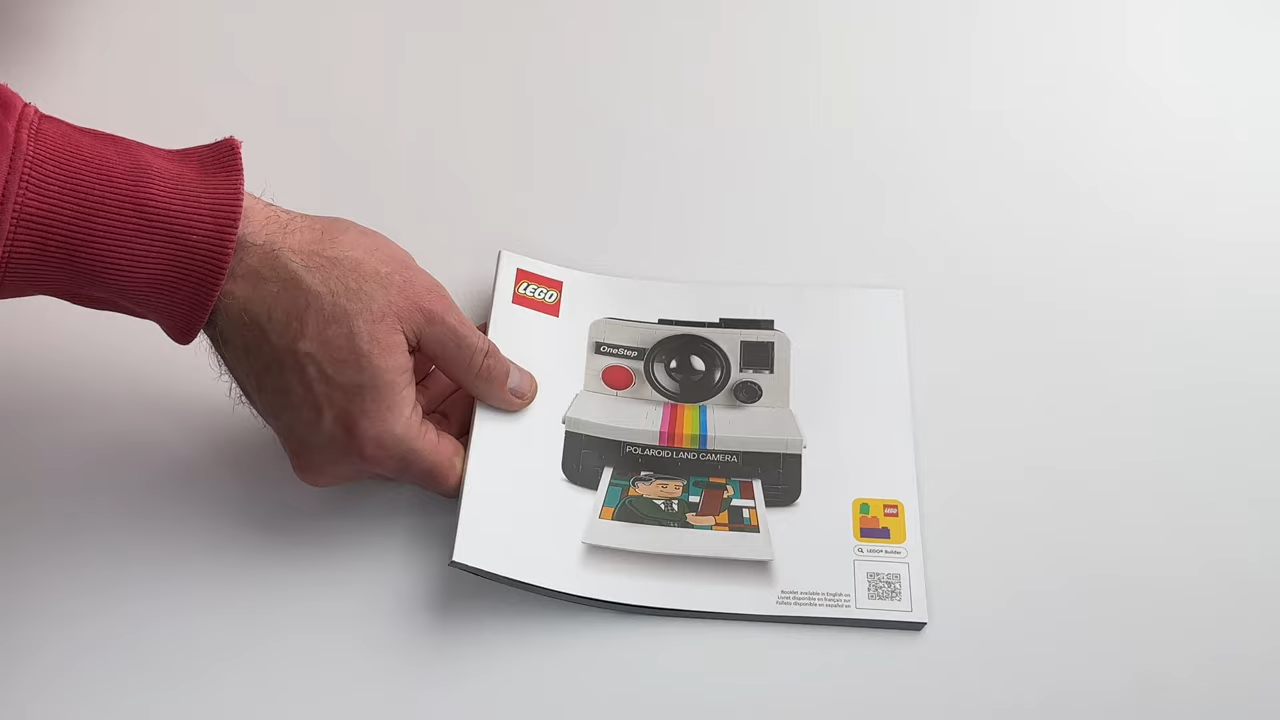 LEGO
OneStep
POLAROID LAND CAMERA
LEGO
LEGO® Builder
Booklet available in English on
Livret disponible en français sur
Folleto disponible en español en